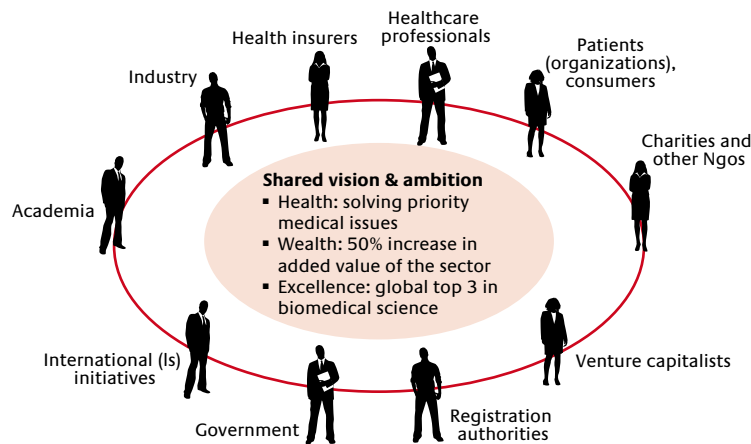 Healthcare
professionals
Health insurers
Patients
(organizations),
consumers
Industry
Charities and
other Ngos
Academia
Shared vision & ambition
▪ Health: solving priority
medical issues
▪ Wealth: 50% increase in
added value of the sector
▪ Excellence: global top 3 in
biomedical science
International (ls)
initiatives
Venture capitalists
Government
Registration
authorities